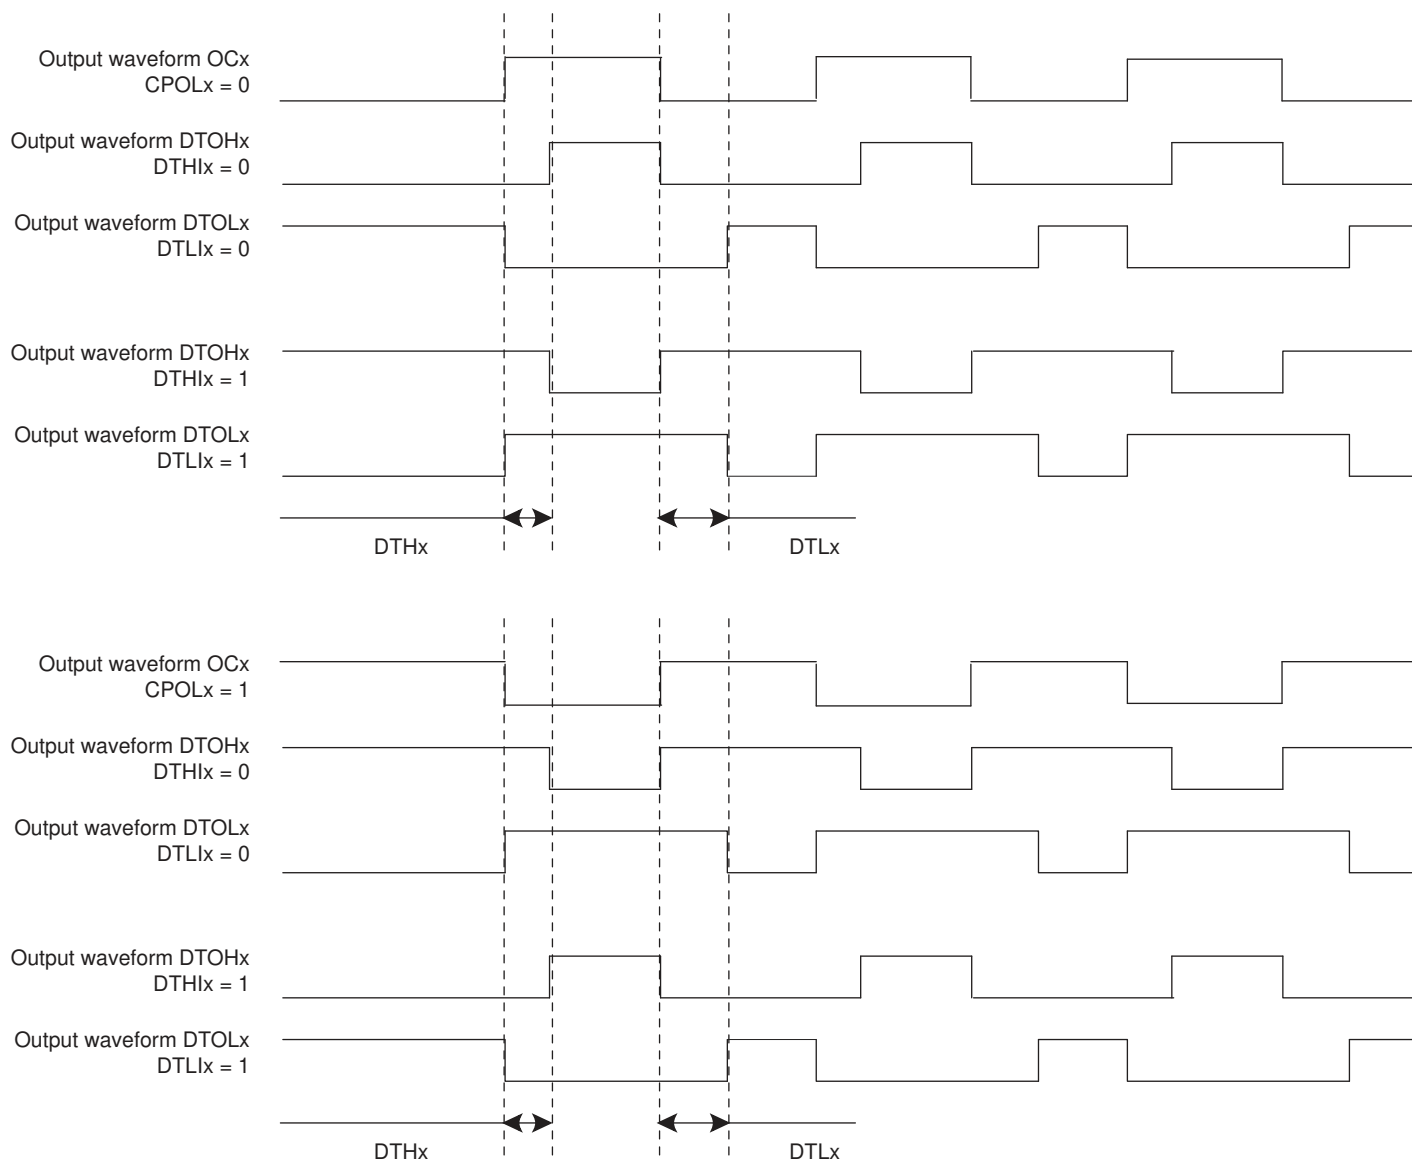 Output waveform OCx
CPOLx = 0
Output waveform DTOHx
DTHIx = 0
Output waveform DTOLx
DTLIx = 0
Output waveform DTOHx
DTHIx = 1
Output waveform DTOLx
DTLIx = 1
DTHx
DTLx
Output waveform OCx
CPOLx = 1
Output waveform DTOHx
DTHIx = 0
Output waveform DTOLx
DTLIx = 0
Output waveform DTOHx
DTHIx = 1
Output waveform DTOLx
DTLIx = 1
DTHx
DTLx